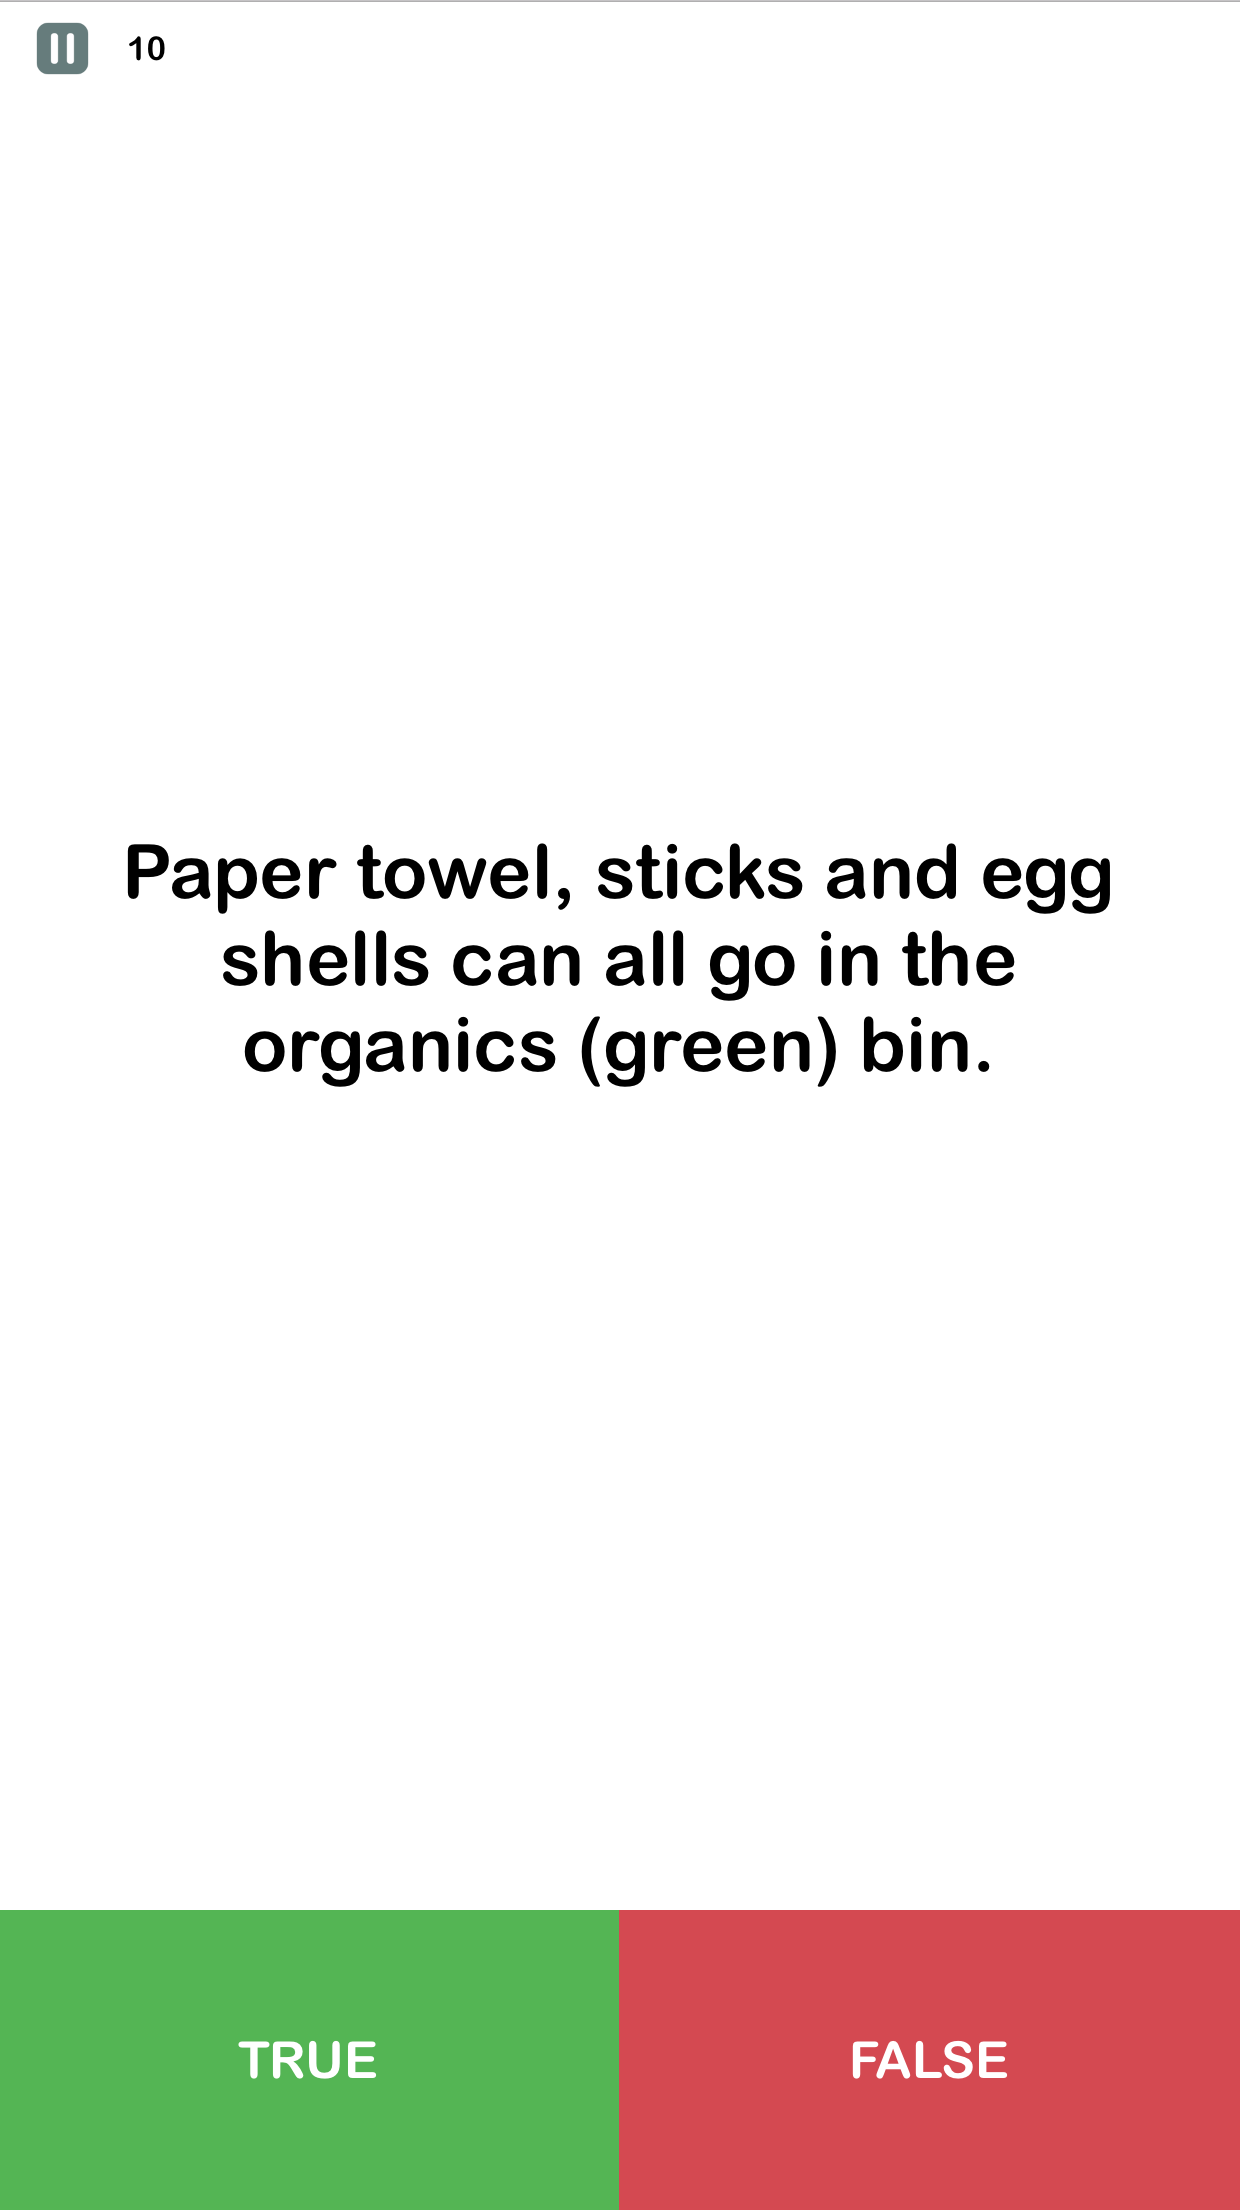 10
Paper towel, sticks and egg
shells can all go in the
organics (green) bin.
TRUE
FALSE